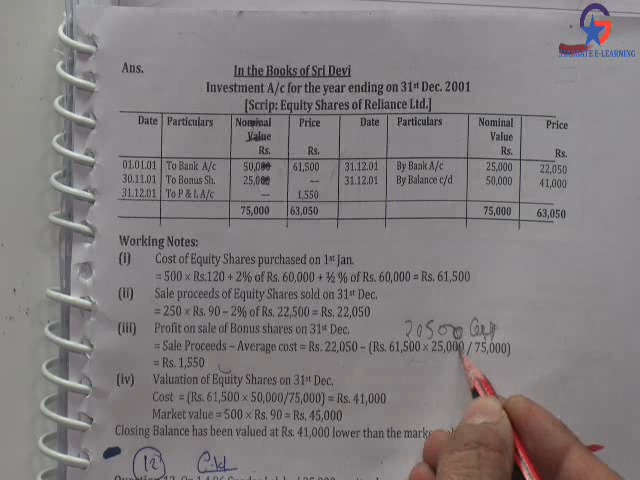 SUBHGATE E-LEARNING
Ans. In the Books of Sri Devi
Investment A/c for the year ending on 31st Dec. 2001
[Scrip: Equity Shares of Reliance Ltd.]
Date Particulars Nominal Value Rs. Price Rs. Date Particulars Nominal Value Rs. Price Rs.
01.01.01 To Bank A/c 50,000 61,500 31.12.01 By Bank A/c 25,000 22,050
30.11.01 To Bonus Sh. 25,000 — 31.12.01 By Balance c/d 50,000 41,000
31.12.01 To P & L A/c — 1,550
75,000 63,050 75,000 63,050
Working Notes:
(i) Cost of Equity Shares purchased on 1st Jan.
= 500 × Rs.120 + 2% of Rs. 60,000 + ½ % of Rs. 60,000 = Rs. 61,500
(ii) Sale proceeds of Equity Shares sold on 31st Dec.
= 250 × Rs. 90 – 2% of Rs. 22,500 = Rs. 22,050
(iii) Profit on sale of Bonus shares on 31st Dec.
20500
= Sale Proceeds – Average cost = Rs. 22,050 – (Rs. 61,500 × 25,000 / 75,000)
= Rs. 1,550
(iv) Valuation of Equity Shares on 31st Dec.
Cost = (Rs. 61,500 × 50,000/75,000) = Rs. 41,000
Market value = 500 × Rs. 90 = Rs. 45,000
Closing Balance has been valued at Rs. 41,000 lower than the market
12